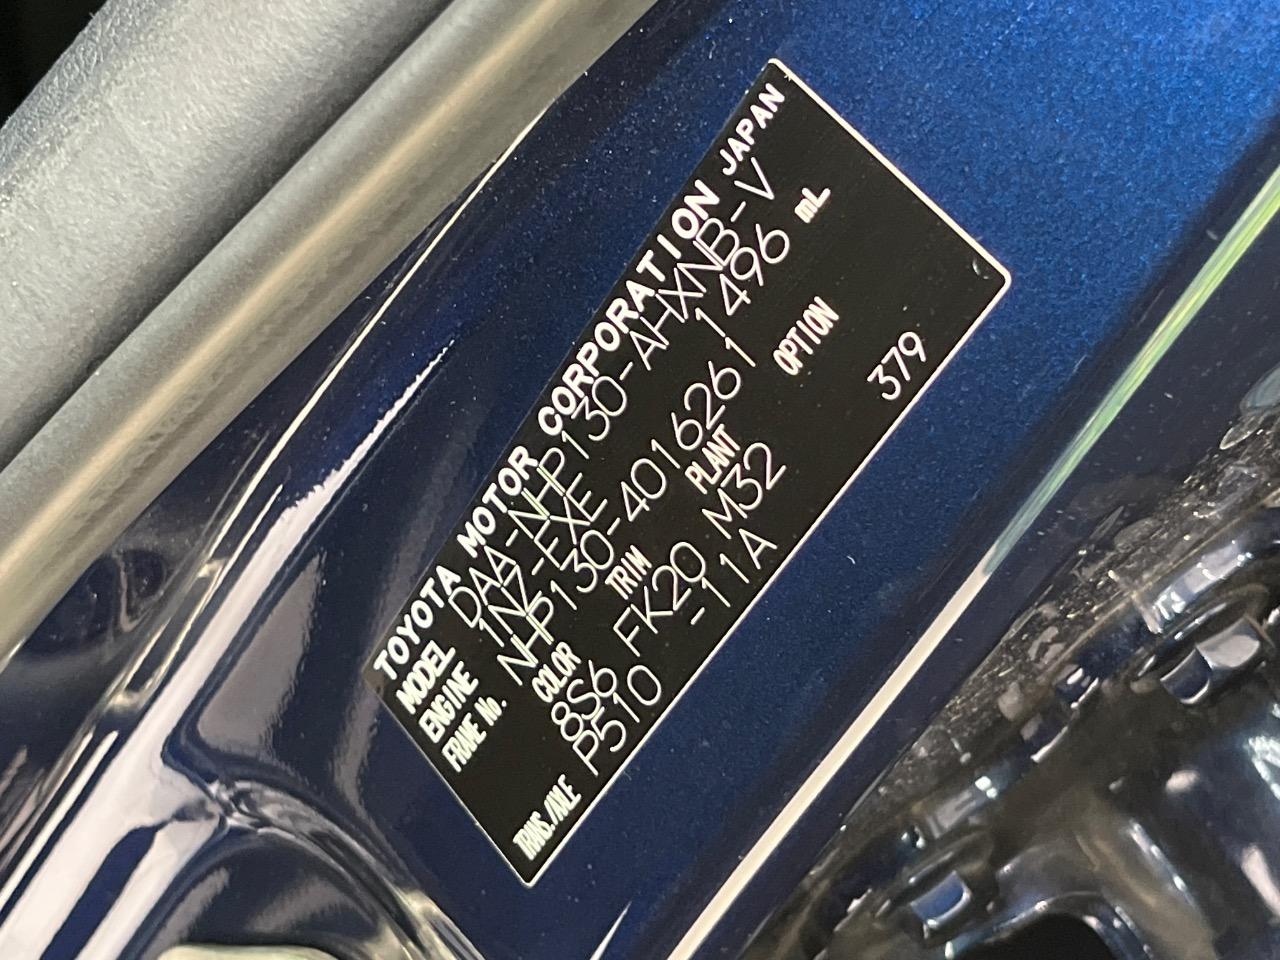 TOYOTA MOTOR CORPORATION JAPAN
MODEL DAA-NHP130-AHXNB-V
ENGINE 1NZ-EXE 1496 mL
FRAME No. NHP130-4016261
COLOR TRIM PLANT OPTION
8S6 FK20 M32 379
TRANS./AXLE P510 -11A